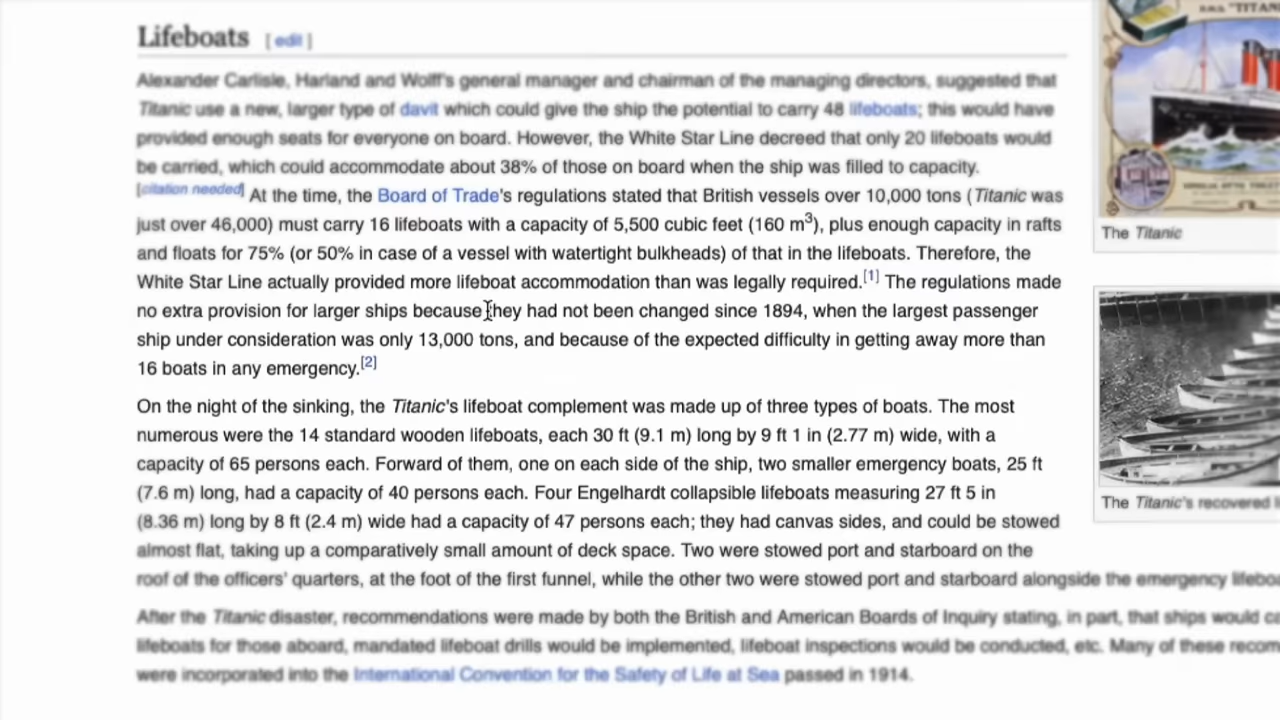 Lifeboats [ edit ]
Alexander Carlisle, Harland and Wolff's general manager and chairman of the managing directors, suggested that
Titanic use a new, larger type of davit which could give the ship the potential to carry 48 lifeboats; this would have
provided enough seats for everyone on board. However, the White Star Line decreed that only 20 lifeboats would
be carried, which could accommodate about 38% of those on board when the ship was filled to capacity.
[citation needed] At the time, the Board of Trade's regulations stated that British vessels over 10,000 tons (Titanic was
just over 46,000) must carry 16 lifeboats with a capacity of 5,500 cubic feet (160 m3), plus enough capacity in rafts
and floats for 75% (or 50% in case of a vessel with watertight bulkheads) of that in the lifeboats. Therefore, the
White Star Line actually provided more lifeboat accommodation than was legally required.[1] The regulations made
no extra provision for larger ships because they had not been changed since 1894, when the largest passenger
ship under consideration was only 13,000 tons, and because of the expected difficulty in getting away more than
16 boats in any emergency.[2]
On the night of the sinking, the Titanic's lifeboat complement was made up of three types of boats. The most
numerous were the 14 standard wooden lifeboats, each 30 ft (9.1 m) long by 9 ft 1 in (2.77 m) wide, with a
capacity of 65 persons each. Forward of them, one on each side of the ship, two smaller emergency boats, 25 ft
(7.6 m) long, had a capacity of 40 persons each. Four Engelhardt collapsible lifeboats measuring 27 ft 5 in
(8.36 m) long by 8 ft (2.4 m) wide had a capacity of 47 persons each; they had canvas sides, and could be stowed
almost flat, taking up a comparatively small amount of deck space. Two were stowed port and starboard on the
roof of the officers' quarters, at the foot of the first funnel, while the other two were stowed port and starboard alongside the emergency lifebo
After the Titanic disaster, recommendations were made by both the British and American Boards of Inquiry stating, in part, that ships would c
lifeboats for those aboard, mandated lifeboat drills would be implemented, lifeboat inspections would be conducted, etc. Many of these recom
were incorporated into the International Convention for the Safety of Life at Sea passed in 1914.
"TITAN
The Titanic
The Titanic's recovered l